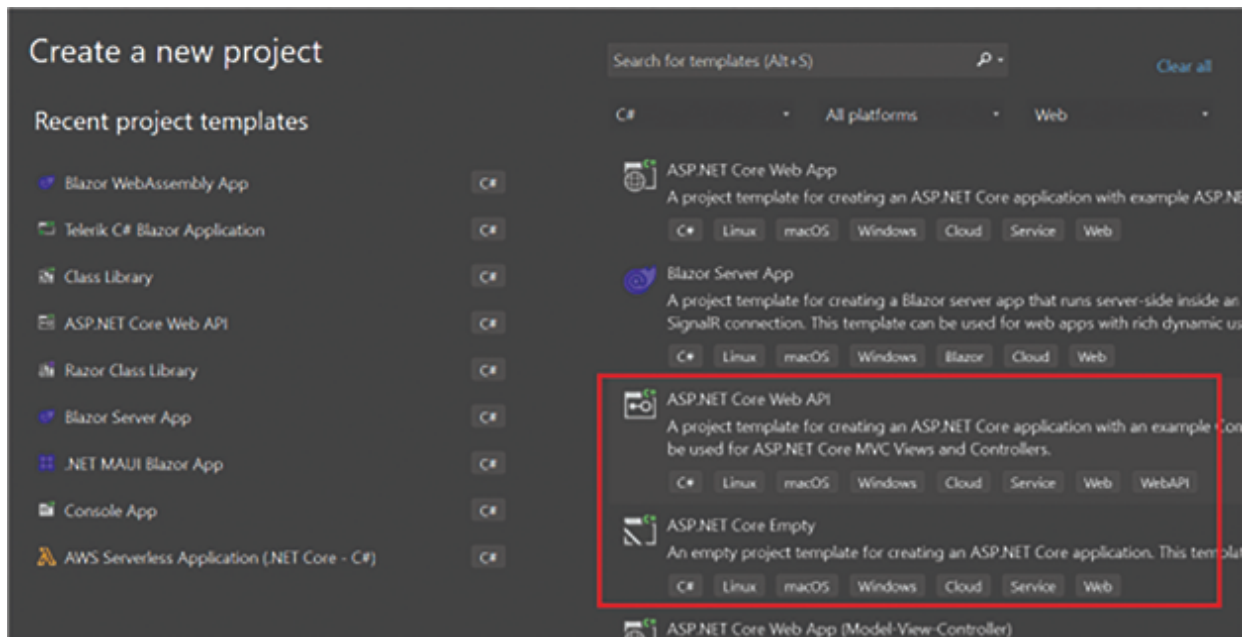 Create a new project
Search for templates (Alt+S)
Clear all
Recent project templates
C#
All platforms
Web
Blazor WebAssembly App
C#
Telerik C# Blazor Application
C#
Class Library
C#
ASP.NET Core Web API
C#
Razor Class Library
C#
Blazor Server App
C#
.NET MAUI Blazor App
C#
Console App
C#
AWS Serverless Application (.NET Core - C#)
C#
ASP.NET Core Web App
A project template for creating an ASP.NET Core application with example ASP.NE
C# Linux macOS Windows Cloud Service Web
Blazor Server App
A project template for creating a Blazor server app that runs server-side inside an
SignalR connection. This template can be used for web apps with rich dynamic us
C# Linux macOS Windows Blazor Cloud Web
ASP.NET Core Web API
A project template for creating an ASP.NET Core application with an example Con
be used for ASP.NET Core MVC Views and Controllers.
C# Linux macOS Windows Cloud Service Web WebAPI
ASP.NET Core Empty
An empty project template for creating an ASP.NET Core application. This templat
C# Linux macOS Windows Cloud Service Web
ASP.NET Core Web App (Model-View-Controller)